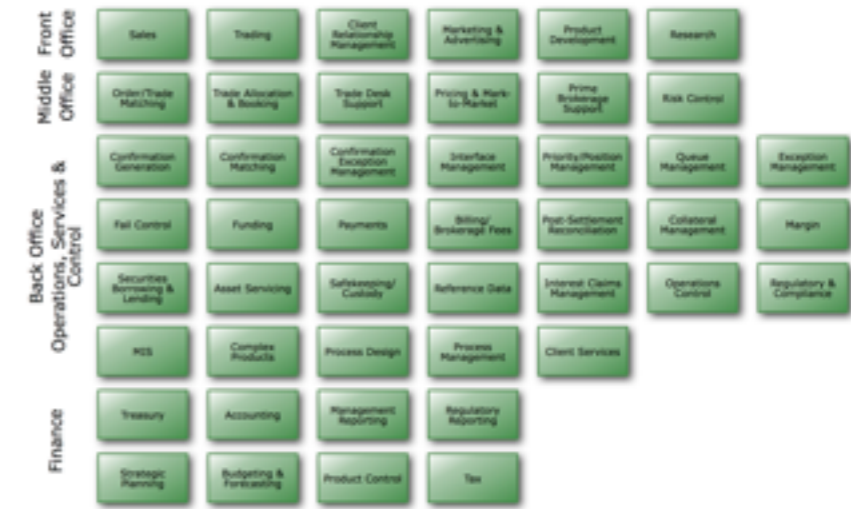 Front
Office
Sales
Trading
Client
Relationship
Management
Marketing &
Advertising
Product
Development
Research
Middle
Office
Order/Trade
Matching
Trade Allocation
& Booking
Trade Desk
Support
Pricing & Mark-
to-Market
Prime
Brokerage
Support
Risk Control
Back Office
Operations, Services &
Control
Confirmation
Generation
Confirmation
Matching
Confirmation
Exception
Management
Interface
Management
Priority/Position
Management
Queue
Management
Exception
Management
Fail Control
Funding
Payments
Billing/
Brokerage Fees
Post-Settlement
Reconciliation
Collateral
Management
Margin
Securities
Borrowing &
Lending
Asset Servicing
Safekeeping/
Custody
Reference Data
Interest Claims
Management
Operations
Control
Regulatory &
Compliance
MIS
Complex
Products
Process Design
Process
Management
Client Services
Finance
Treasury
Accounting
Management
Reporting
Regulatory
Reporting
Strategic
Planning
Budgeting &
Forecasting
Product Control
Tax